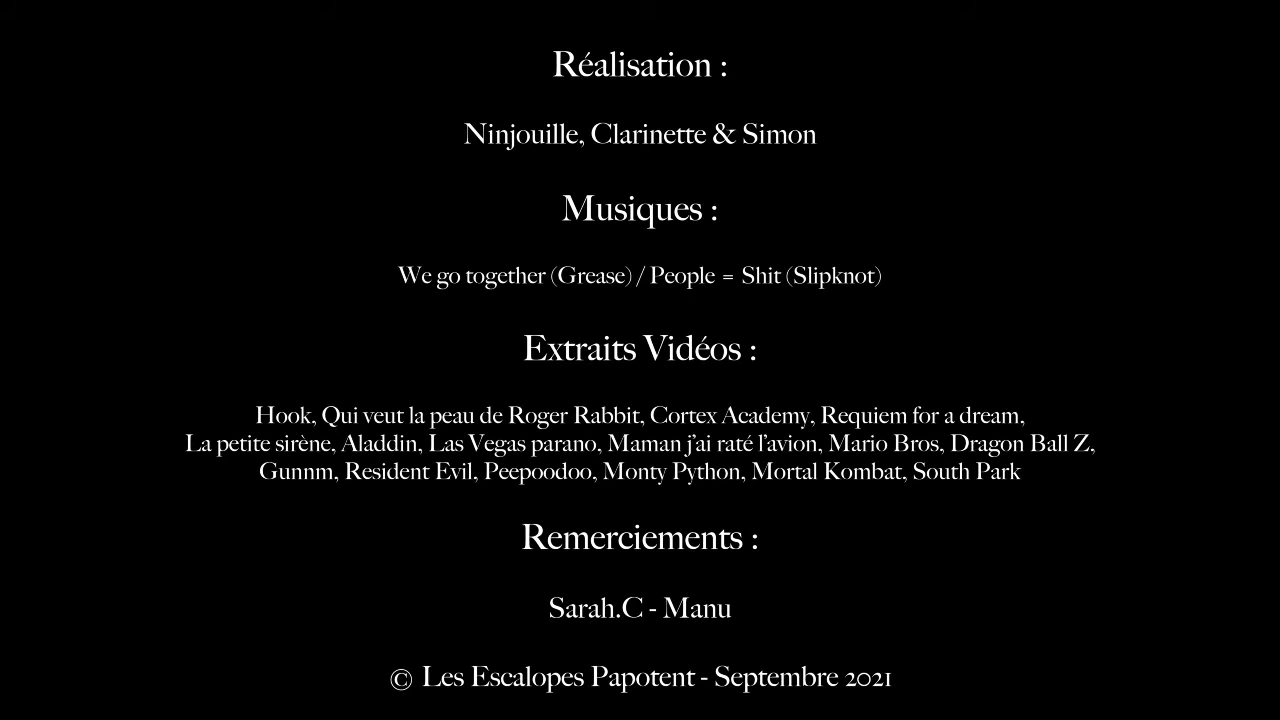 Réalisation :
Ninjouille, Clarinette & Simon
Musiques :
We go together (Grease) / People = Shit (Slipknot)
Extraits Vidéos :
Hook, Qui veut la peau de Roger Rabbit, Cortex Academy, Requiem for a dream,
La petite sirène, Aladdin, Las Vegas parano, Maman j'ai raté l'avion, Mario Bros, Dragon Ball Z,
Gunnm, Resident Evil, Peepoodoo, Monty Python, Mortal Kombat, South Park
Remerciements :
Sarah.C - Manu
© Les Escalopes Papotent - Septembre 2021